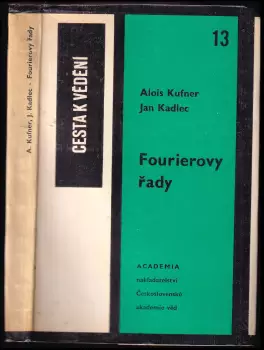 A. Kufner, J. Kadlec - Fourierovy řady
CESTA K VĚDĚNÍ
13
Alois Kufner
Jan Kadlec
Fourierovy
řady
ACADEMIA
nakladatelství
Československé
akademie věd